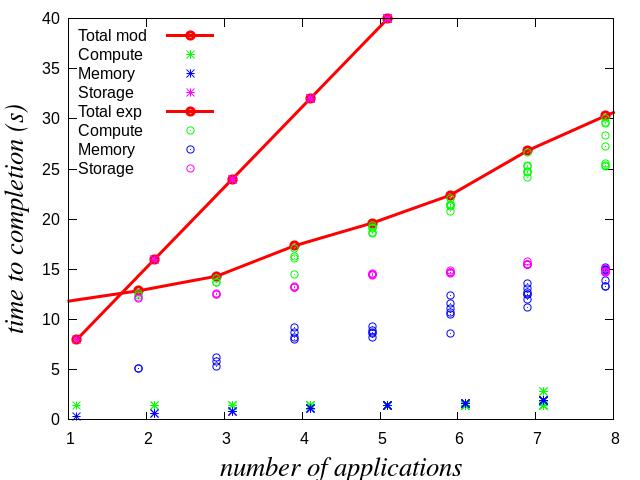 40
35
30
25
20
15
10
5
0
time to completion (s)
Total mod
Compute
Memory
Storage
Total exp
Compute
Memory
Storage
1 2 3 4 5 6 7 8
number of applications